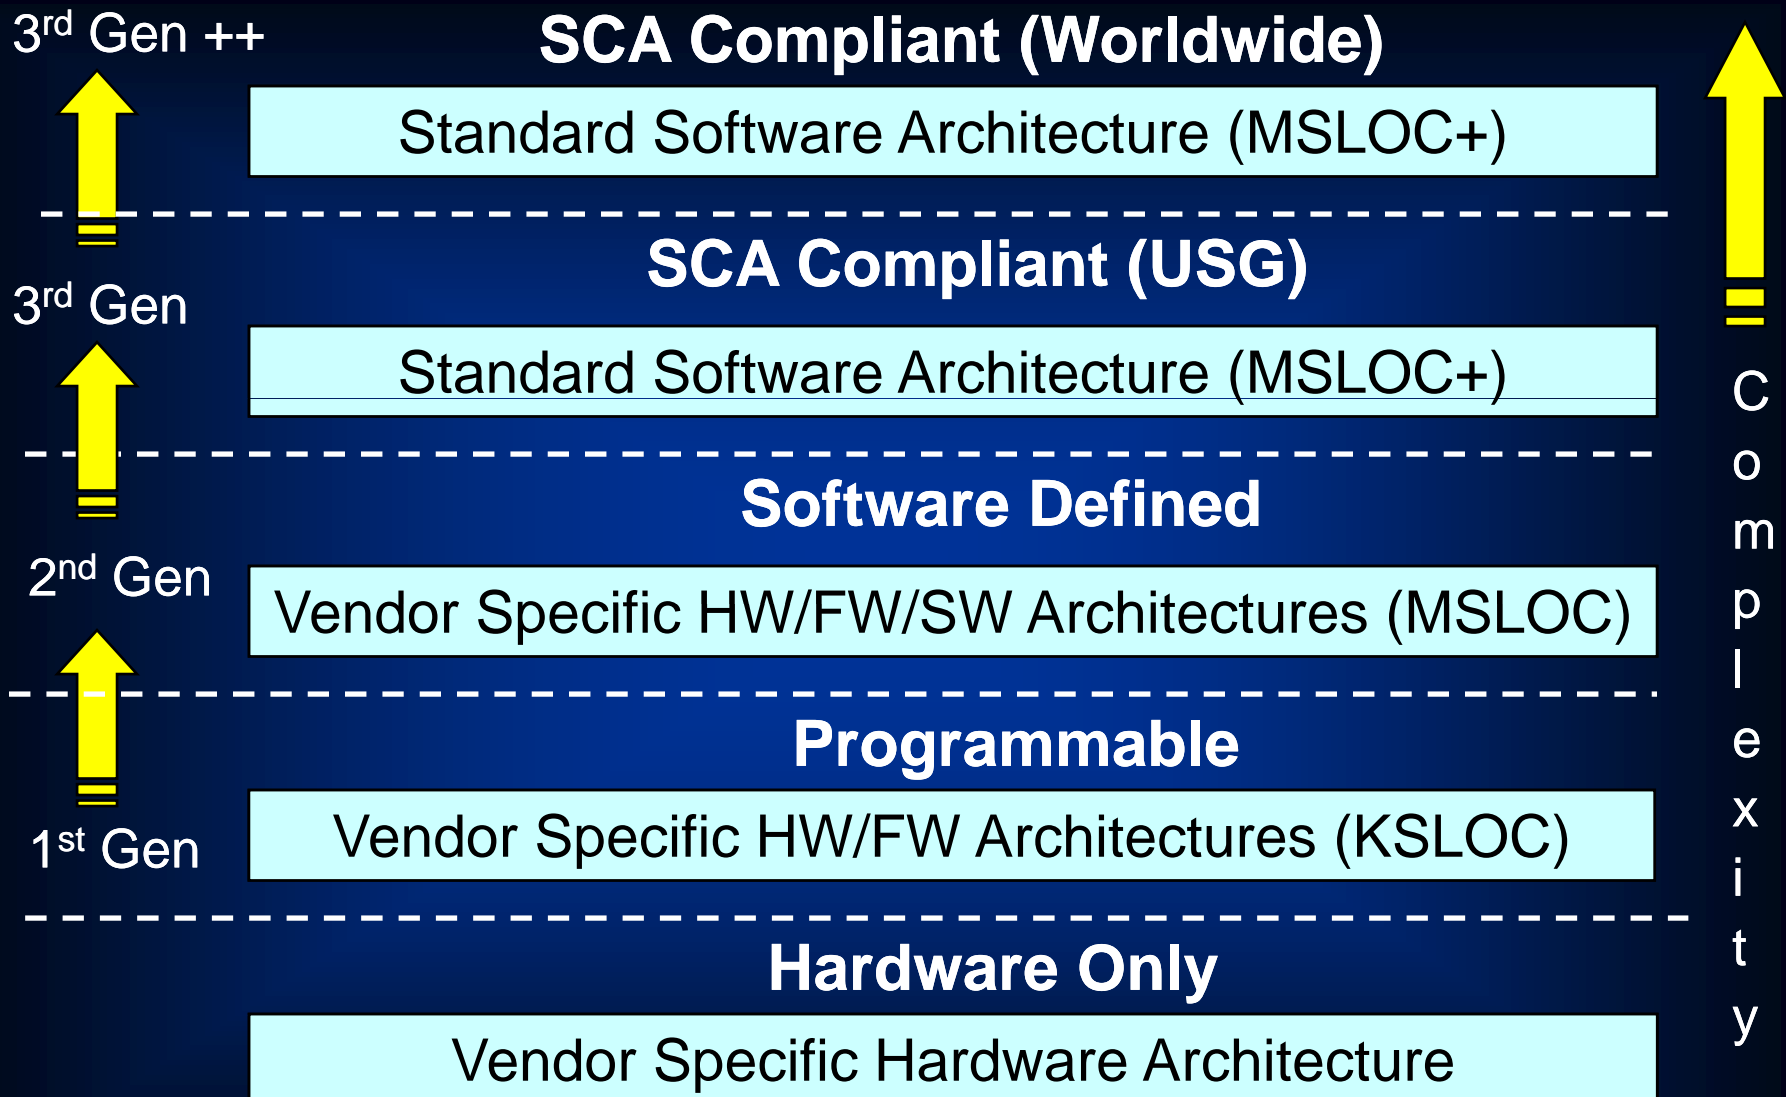 3rd Gen ++
SCA Compliant (Worldwide)
Standard Software Architecture (MSLOC+)
SCA Compliant (USG)
3rd Gen
Standard Software Architecture (MSLOC+)
Software Defined
2nd Gen
Vendor Specific HW/FW/SW Architectures (MSLOC)
Programmable
1st Gen
Vendor Specific HW/FW Architectures (KSLOC)
Hardware Only
Vendor Specific Hardware Architecture
Complexity